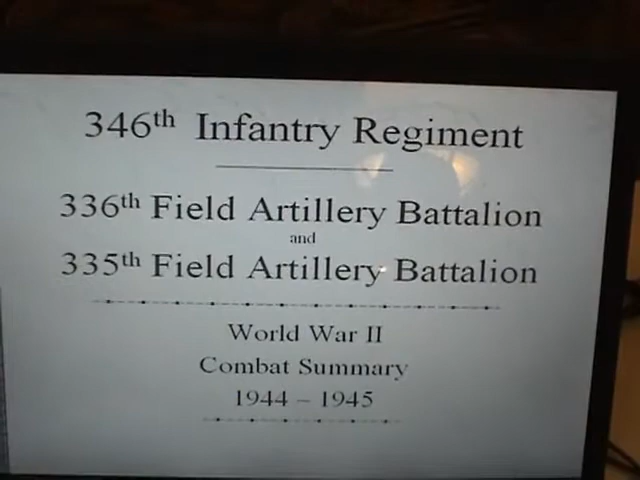 346th Infantry Regiment
336th Field Artillery Battalion
and
335th Field Artillery Battalion
World War II
Combat Summary
1944 – 1945